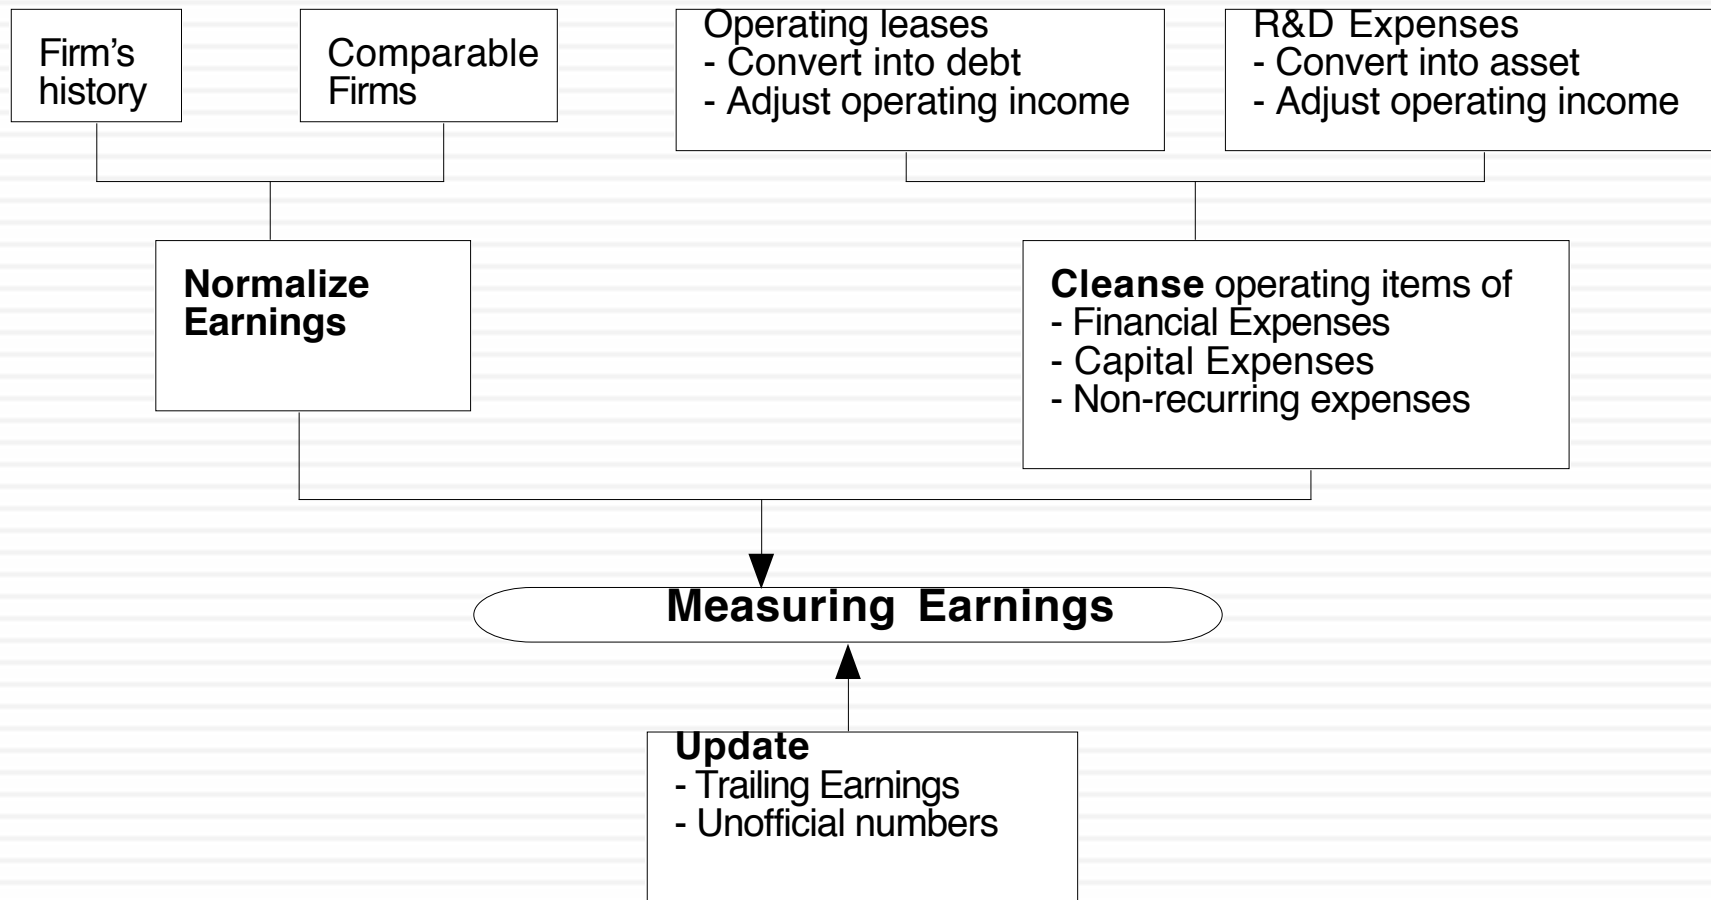 Firm's
history
Comparable
Firms
Operating leases
- Convert into debt
- Adjust operating income
R&D Expenses
- Convert into asset
- Adjust operating income
Normalize
Earnings
Cleanse operating items of
- Financial Expenses
- Capital Expenses
- Non-recurring expenses
Measuring Earnings
Update
- Trailing Earnings
- Unofficial numbers